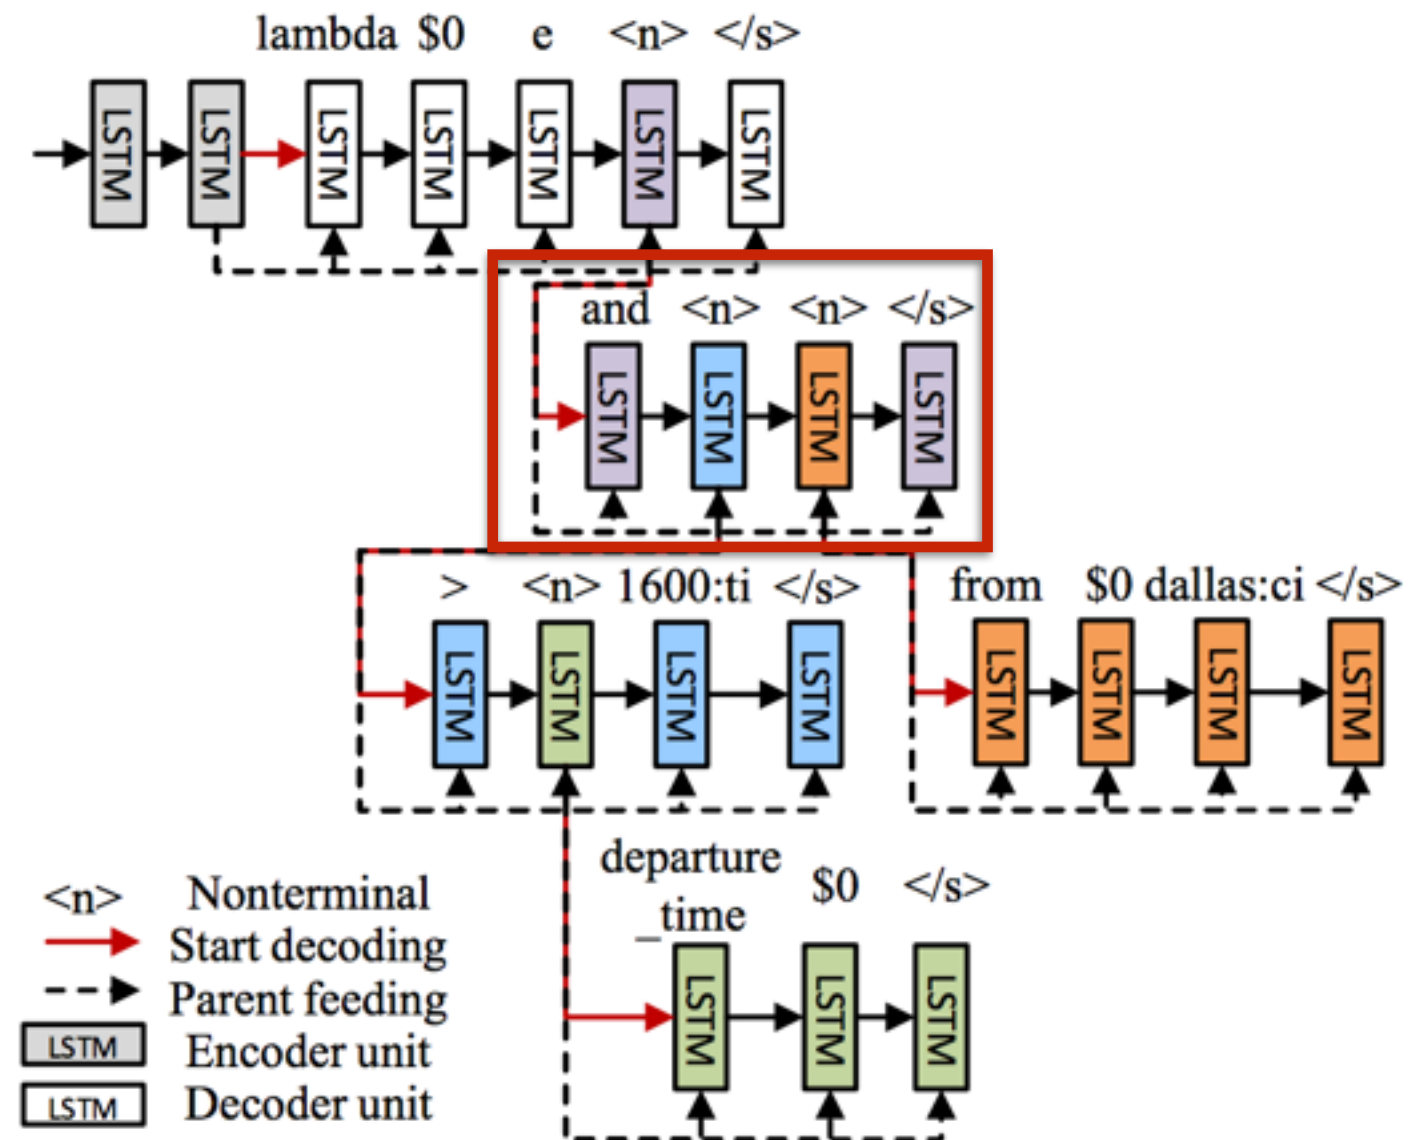 lambda $0 e <n> </s>
LSTM LSTM LSTM LSTM LSTM LSTM LSTM
and <n> <n> </s>
LSTM LSTM LSTM LSTM
> <n> 1600:ti </s>
from $0 dallas:ci </s>
LSTM LSTM LSTM LSTM
LSTM LSTM LSTM LSTM
departure
_time
$0 </s>
LSTM LSTM LSTM
<n> Nonterminal
Start decoding
Parent feeding
LSTM Encoder unit
LSTM Decoder unit